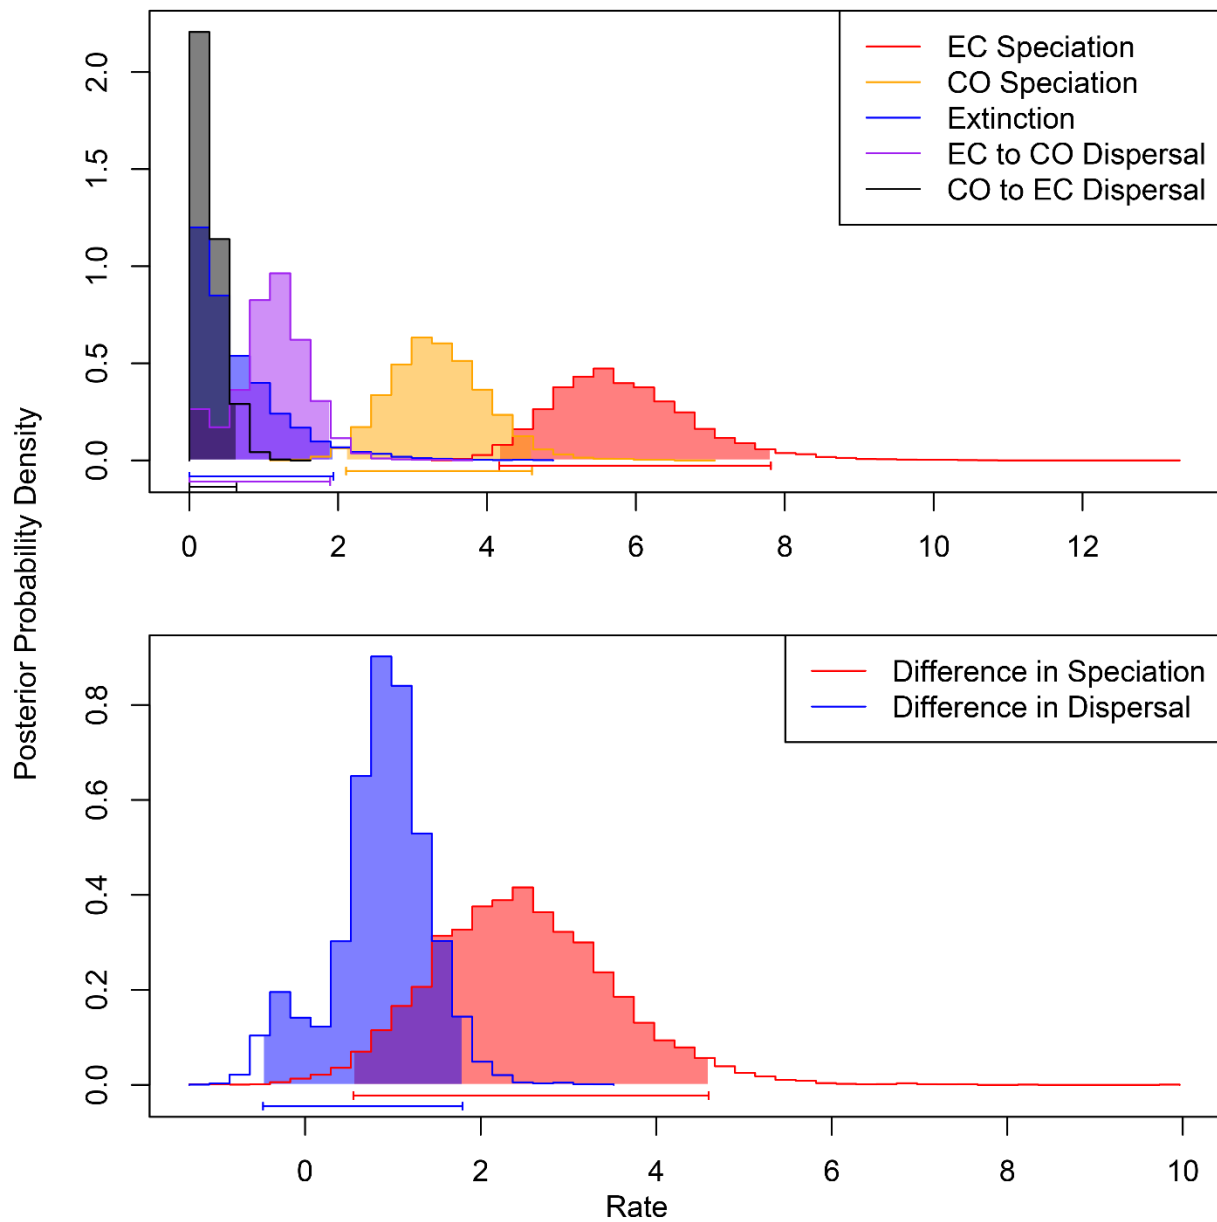 EC Speciation
CO Speciation
Extinction
EC to CO Dispersal
CO to EC Dispersal
2.0
1.5
1.0
0.5
0.0
0 2 4 6 8 10 12
Posterior Probability Density
Difference in Speciation
Difference in Dispersal
0.8
0.6
0.4
0.2
0.0
0 2 4 6 8 10
Rate